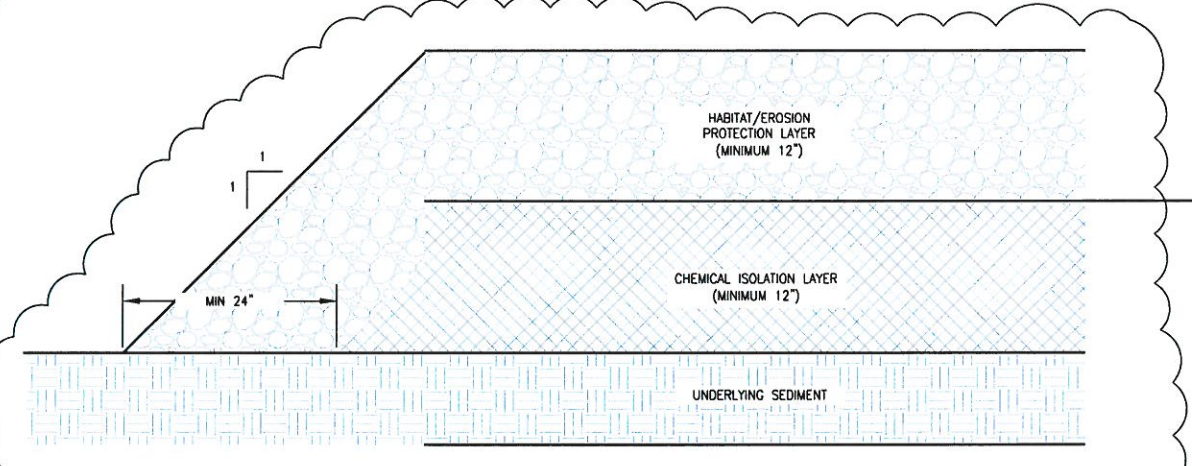 HABITAT/EROSION
PROTECTION LAYER
(MINIMUM 12")
1
1
CHEMICAL ISOLATION LAYER
(MINIMUM 12")
MIN 24"
UNDERLYING SEDIMENT